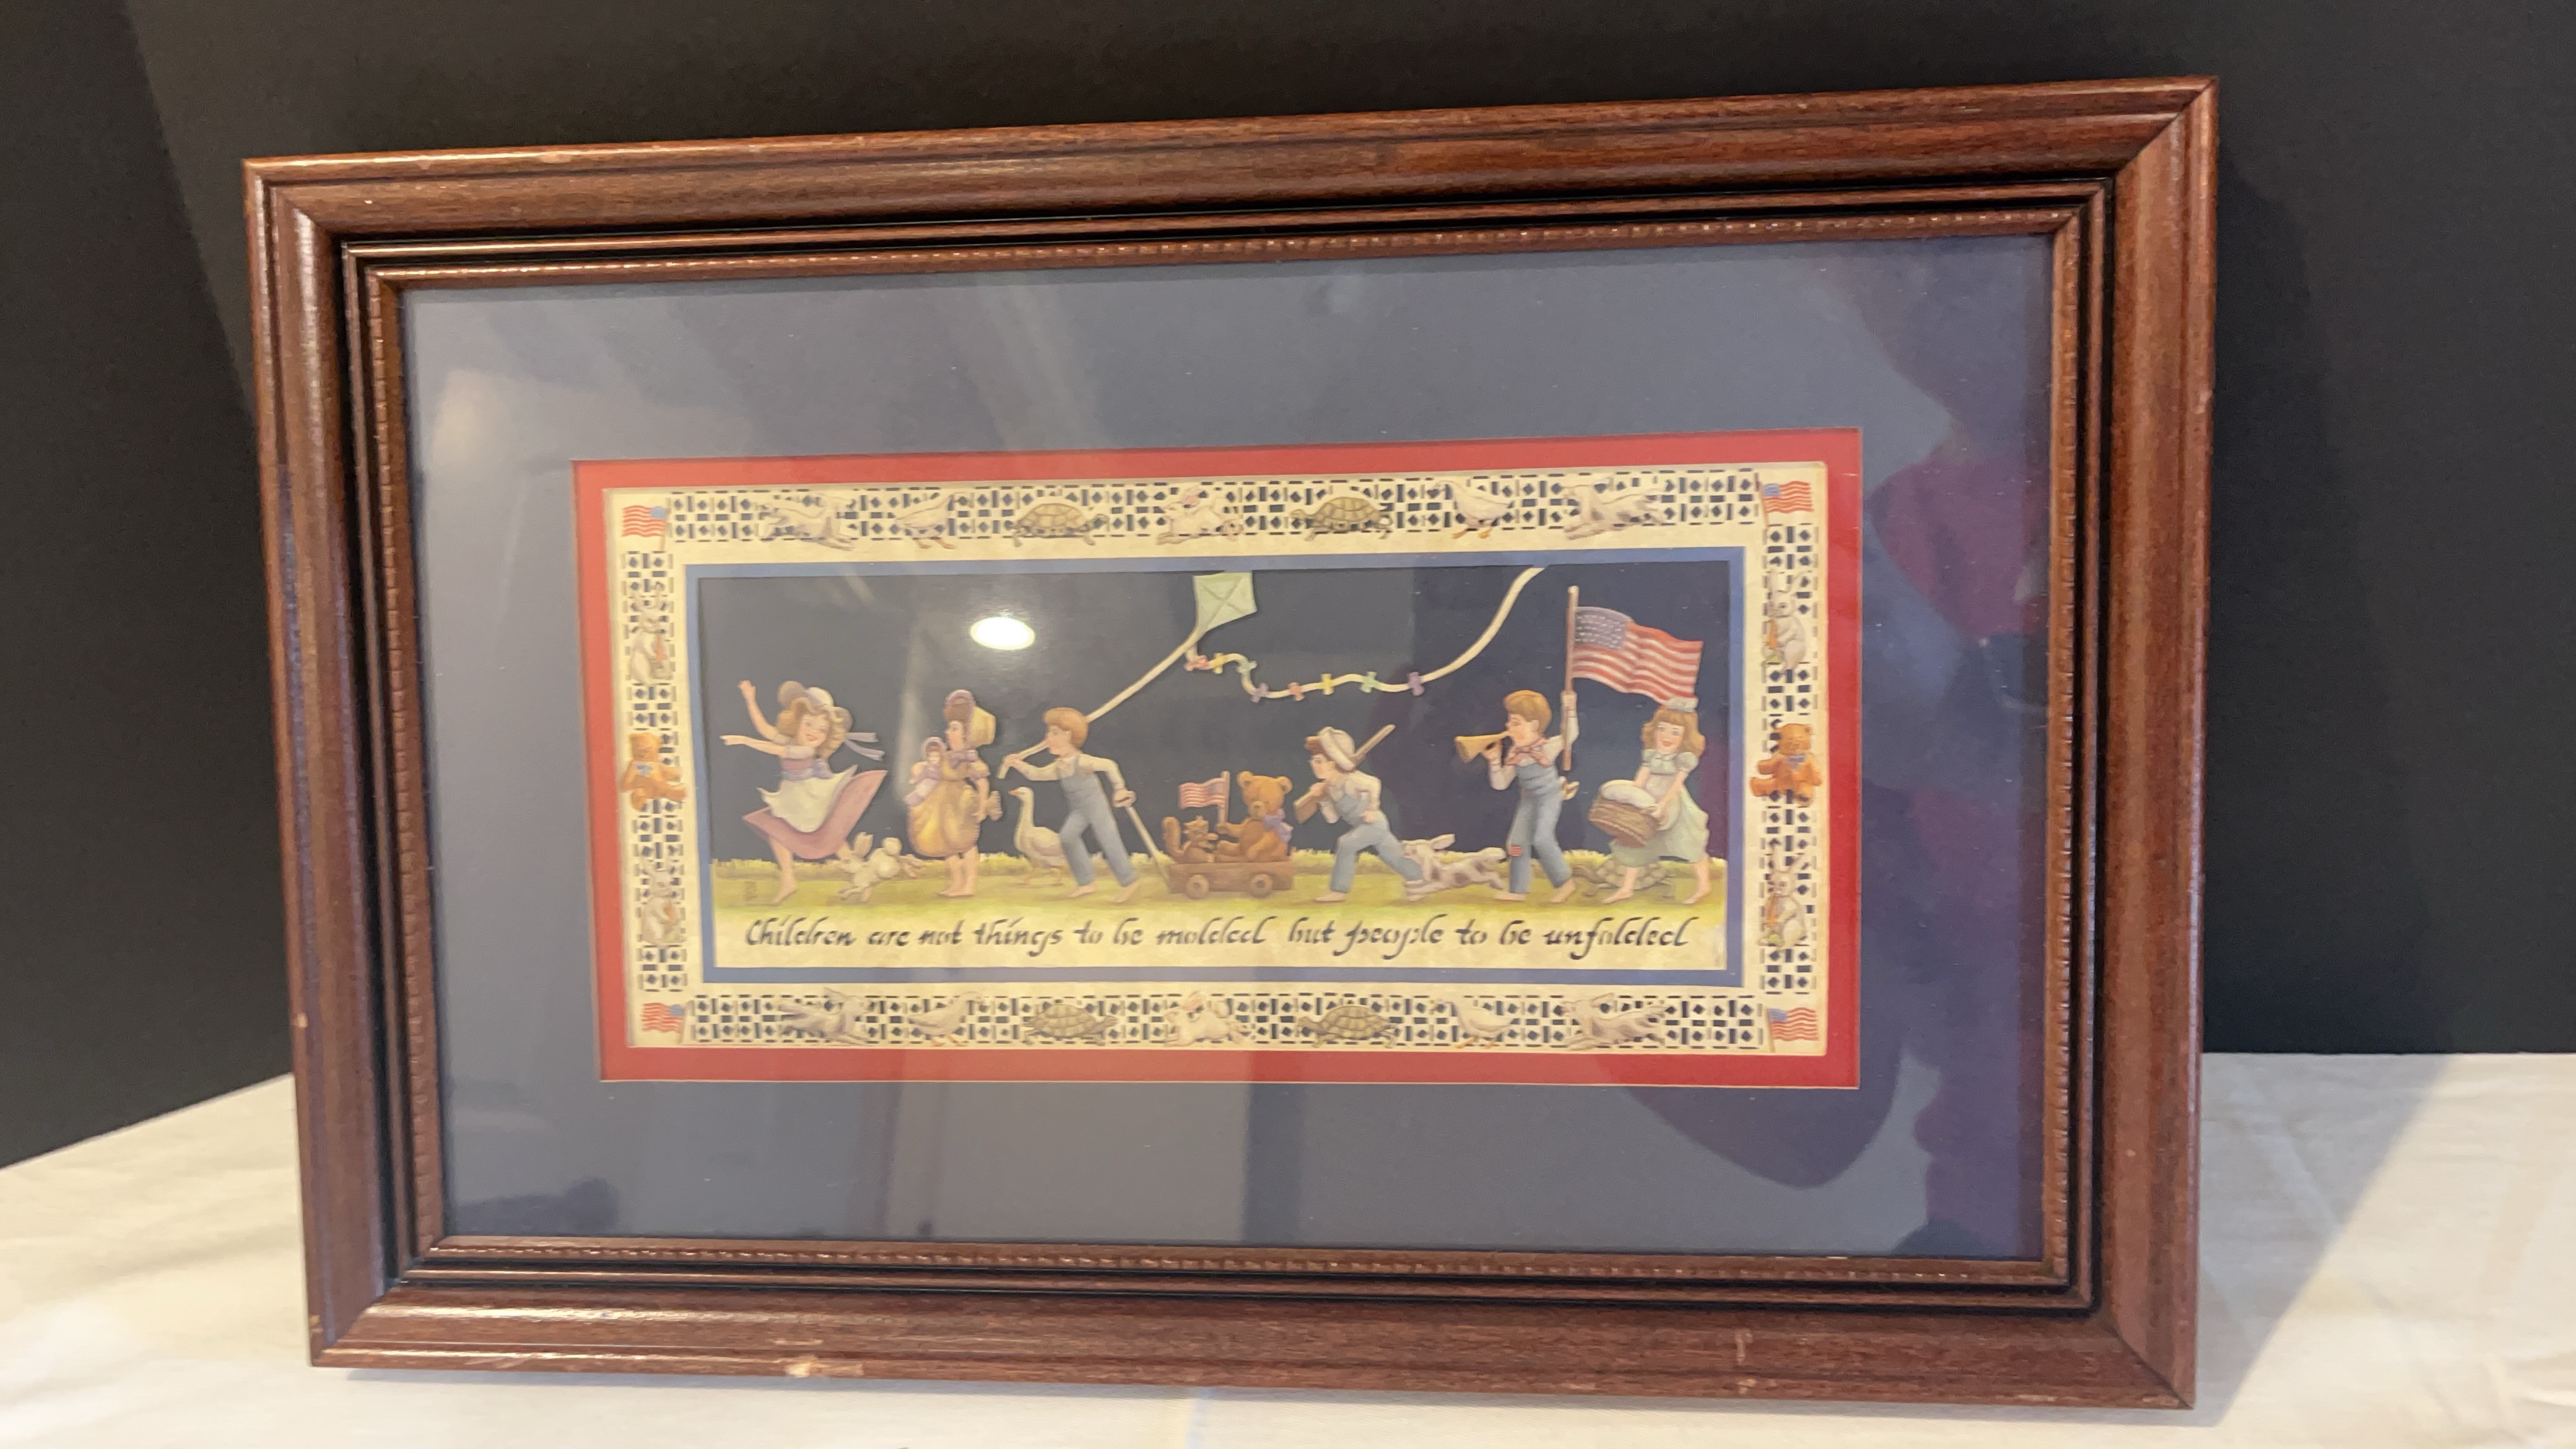 Children are not things to be molded but people to be unfolded